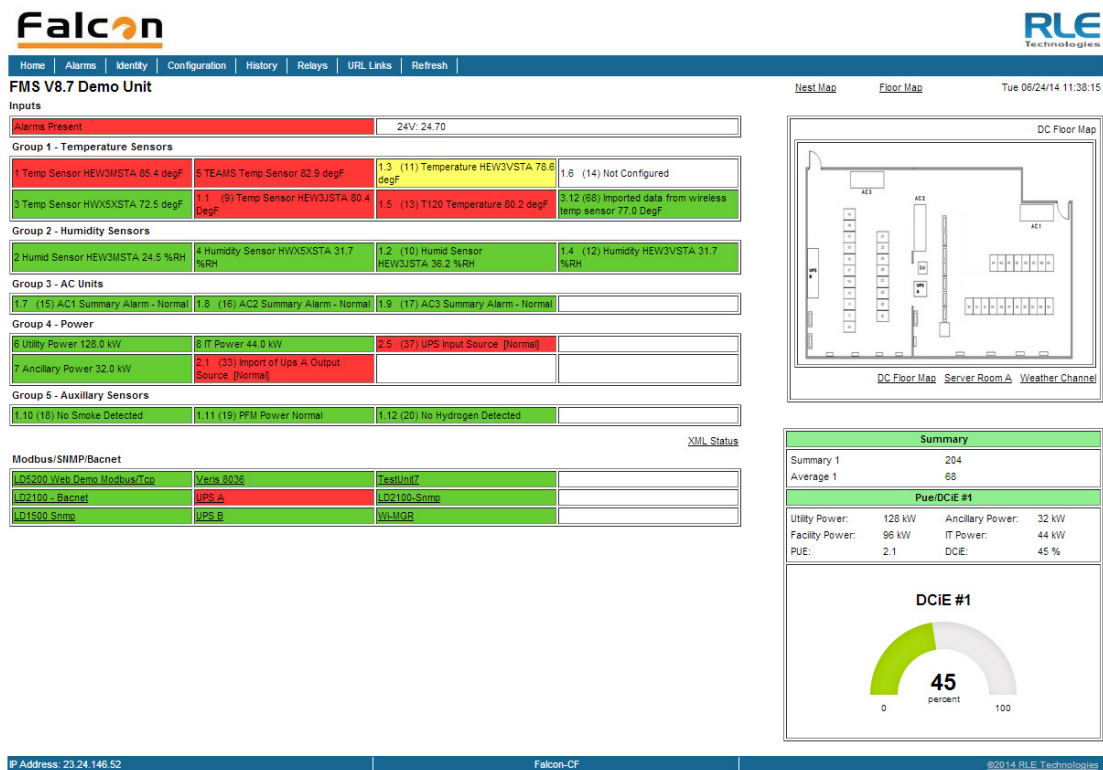 Falcon
RLE
Technologies
Home Alarms Identity Configuration History Relays URL Links Refresh
FMS V8.7 Demo Unit
Nest Map Floor Map Tue 06/24/14 11:38:15
Inputs
Alarms Present 24V: 24.70
Group 1 - Temperature Sensors
1 Temp Sensor HEW3MSTA 85.4 degF
5 TEAMS Temp Sensor 82.9 degF
1.3 (11) Temperature HEW3VSTA 78.6
degF
1.6 (14) Not Configured
3 Temp Sensor HWX5XSTA 72.5 degF
1.1 (9) Temp Sensor HEW3JSTA 80.4
DegF
1.5 (13) T120 Temperature 80.2 degF
3.12 (68) Imported data from wireless
temp sensor 77.0 DegF
Group 2 - Humidity Sensors
2 Humid Sensor HEW3MSTA 24.5 %RH
4 Humidity Sensor HWX5XSTA 31.7
%RH
1.2 (10) Humid Sensor
HEW3JSTA 36.2 %RH
1.4 (12) Humidity HEW3VSTA 31.7
%RH
Group 3 - AC Units
1.7 (15) AC1 Summary Alarm - Normal
1.8 (16) AC2 Summary Alarm - Normal
1.9 (17) AC3 Summary Alarm - Normal
Group 4 - Power
6 Utility Power 128.0 kW
8 IT Power 44.0 kW
2.5 (37) UPS Input Source [Normal]
7 Ancillary Power 32.0 kW
2.1 (33) Import of Ups A Output
Source [Normal]
Group 5 - Auxillary Sensors
1.10 (18) No Smoke Detected
1.11 (19) PFM Power Normal
1.12 (20) No Hydrogen Detected
XML Status
Modbus/SNMP/Bacnet
LD5200 Web Demo Modbus/Tcp Veris 8036 TestUnit7
LD2100 - Bacnet UPS A LD2100-Snmp
LD1500 Snmp UPS B Wi-MGR
DC Floor Map
AC 3
AC 2
AC 1
UPS
B
UPS
A
DC Floor Map Server Room A Weather Channel
Summary
Summary 1 204
Average 1 68
Pue/DCiE #1
Utility Power: 128 kW Ancillary Power: 32 kW
Facility Power: 96 kW IT Power: 44 kW
PUE: 2.1 DCiE: 45 %
DCiE #1
45
percent
0 100
IP Address: 23.24.146.52 Falcon-CF ©2014 RLE Technologies